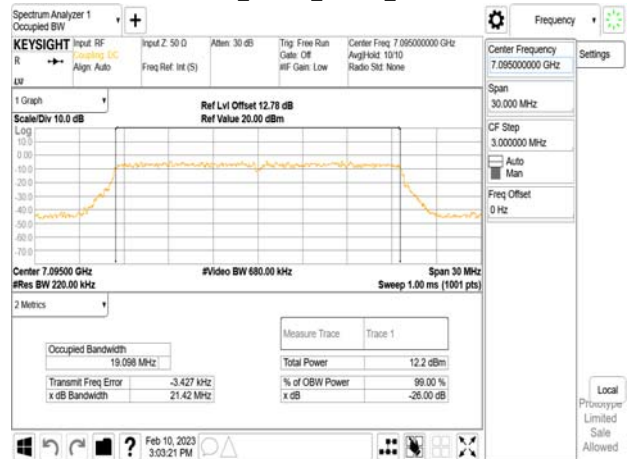 Spectrum Analyzer 1
Occupied BW
Frequency
KEYSIGHT
R
Input: RF
Coupling: DC
Align: Auto
Input Z: 50 Ω
Freq Ref: Int (S)
Atten: 30 dB
Trig: Free Run
Gate: Off
#IF Gain: Low
Center Freq: 7.095000000 GHz
Avg|Hold: 10/10
Radio Std: None
1 Graph
Scale/Div 10.0 dB
Ref Lvl Offset 12.78 dB
Ref Value 20.00 dBm
Log
10.0
0.00
-10.0
-20.0
-30.0
-40.0
-50.0
-60.0
-70.0
Center 7.09500 GHz
#Res BW 220.00 kHz
#Video BW 680.00 kHz
Span 30 MHz
Sweep 1.00 ms (1001 pts)
2 Metrics
Measure Trace
Trace 1
Occupied Bandwidth
19.098 MHz
Total Power
12.2 dBm
Transmit Freq Error
-3.427 kHz
% of OBW Power
99.00 %
x dB Bandwidth
21.42 MHz
x dB
-26.00 dB
Center Frequency
7.095000000 GHz
Settings
Span
30.000 MHz
CF Step
3.000000 MHz
Auto
Man
Freq Offset
0 Hz
Local
Prototype
Limited
Sale
Allowed
?
Feb 10, 2023
3:03:21 PM